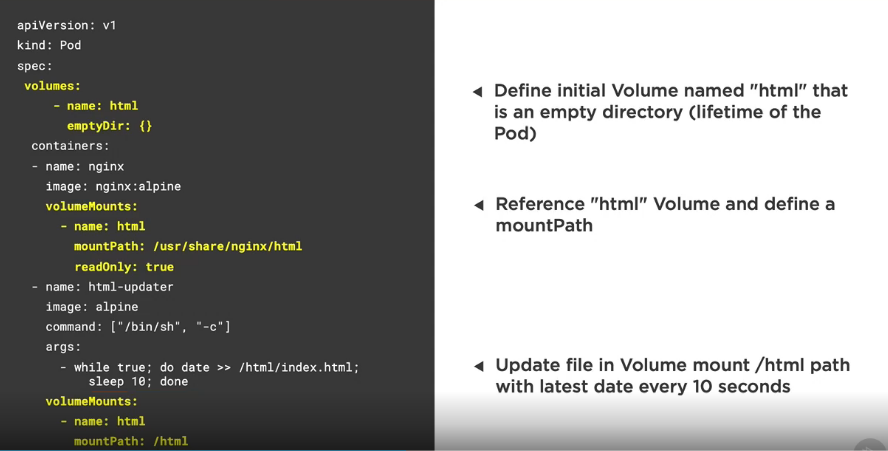 apiVersion: v1
kind: Pod
spec:
volumes:
- name: html
emptyDir: {}
containers:
- name: nginx
image: nginx:alpine
volumeMounts:
- name: html
mountPath: /usr/share/nginx/html
readOnly: true
- name: html-updater
image: alpine
command: ["/bin/sh", "-c"]
args:
- while true; do date >> /html/index.html;
sleep 10; done
volumeMounts:
- name: html
mountPath: /html
Define initial Volume named "html" that
is an empty directory (lifetime of the
Pod)
Reference "html" Volume and define a
mountPath
Update file in Volume mount /html path
with latest date every 10 seconds